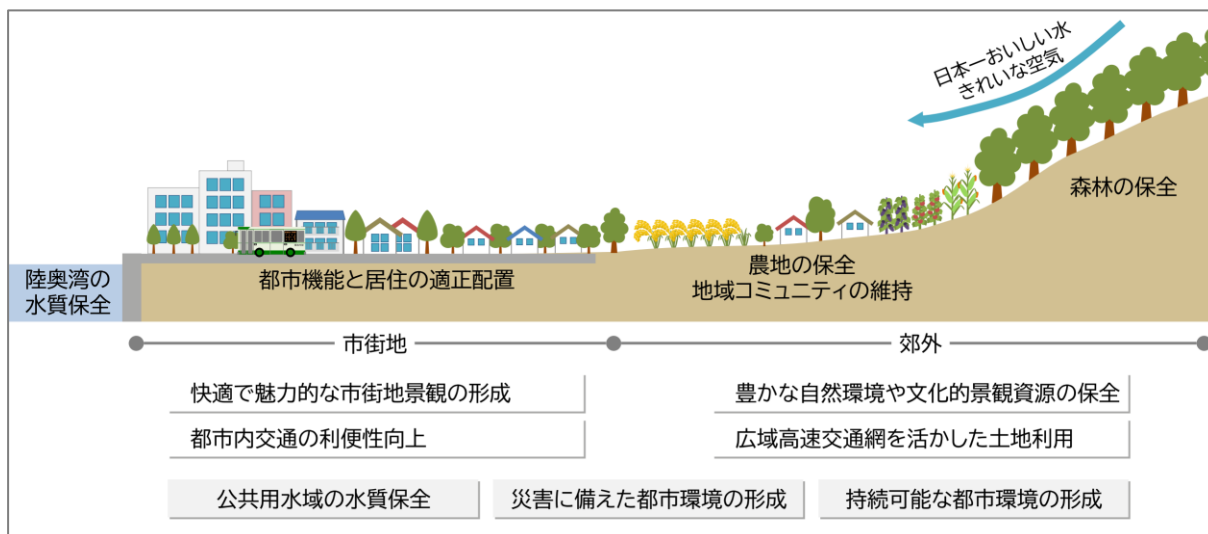 日本一おいしい水
きれいな空気
森林の保全
陸奥湾の
水質保全
都市機能と居住の適正配置
農地の保全
地域コミュニティの維持
市街地
郊外
快適で魅力的な市街地景観の形成
豊かな自然環境や文化的景観資源の保全
都市内交通の利便性向上
広域高速交通網を活かした土地利用
公共用水域の水質保全
災害に備えた都市環境の形成
持続可能な都市環境の形成